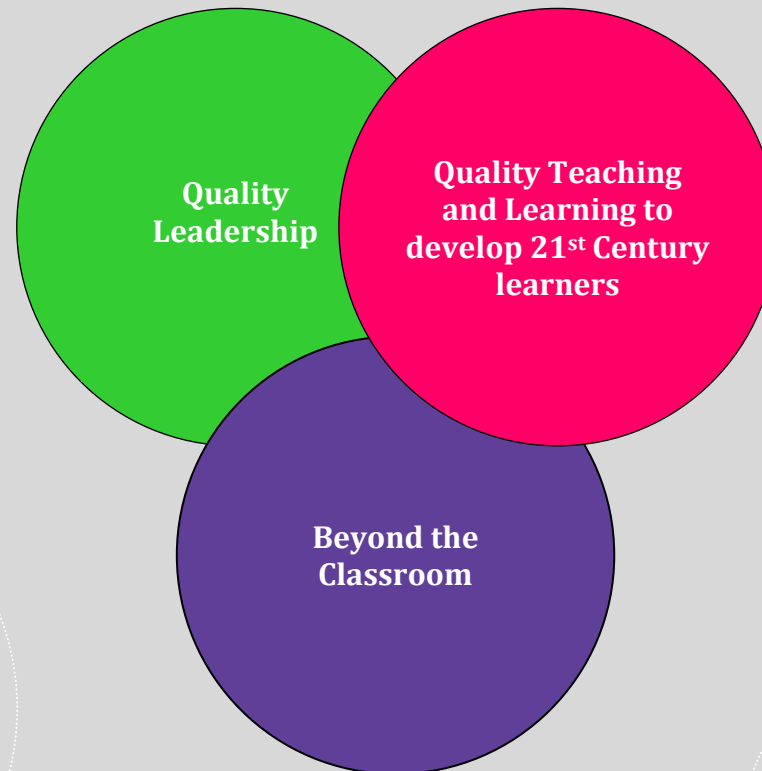 Quality
Leadership
Quality Teaching
and Learning to
develop 21st Century
learners
Beyond the
Classroom